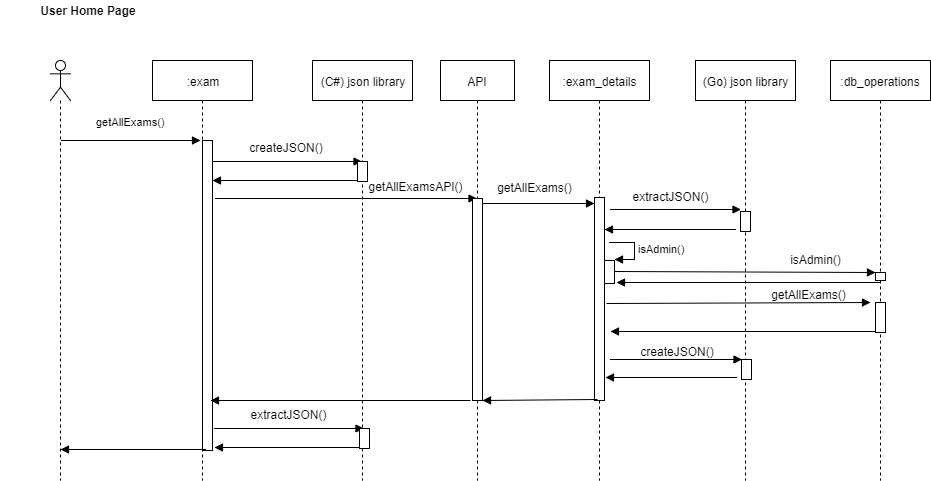 User Home Page
:exam
(C#) json library
API
:exam_details
(Go) json library
:db_operations
getAllExams()
createJSON()
getAllExamsAPI()
getAllExams()
extractJSON()
isAdmin()
isAdmin()
getAllExams()
createJSON()
extractJSON()